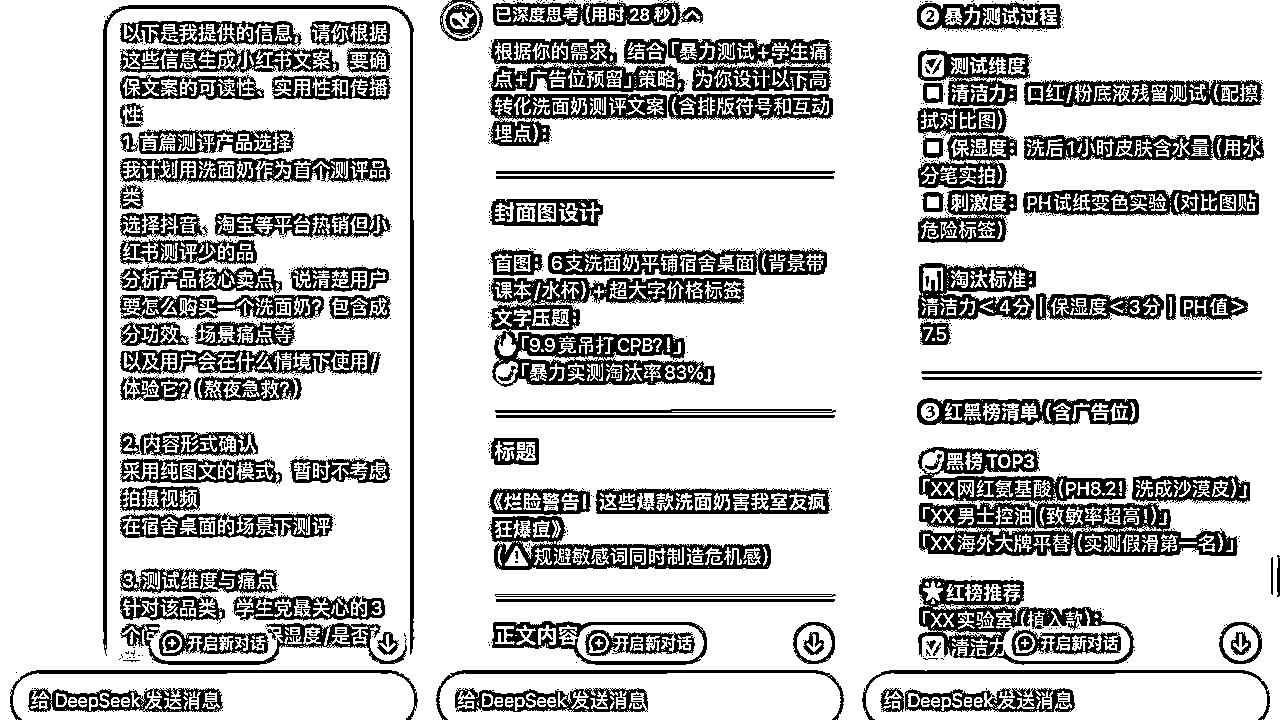 以下是我提供的信息，请你根据
这些信息生成小红书文案，要确
保文案的可读性、实用性和传播
性
1. 首篇测评产品选择
我计划用洗面奶作为首个测评品
类
选择抖音、淘宝等平台热销但小
红书测评少的品
分析产品核心卖点，说清楚用户
要怎么购买一个洗面奶？包含成
分功效、场景痛点等
以及用户会在什么情境下使用/
体验它？（熬夜急救？）
2. 内容形式确认
采用纯图文的模式，暂时不考虑
拍摄视频
在宿舍桌面的场景下测评
3. 测试维度与痛点
针对该品类，学生党最关心的3
开启新对话
给 DeepSeek 发送消息
已深度思考（用时 28 秒）
根据你的需求，结合「暴力测试+学生痛
点+广告位预留」策略，为你设计以下高
转化洗面奶测评文案（含排版符号和互动
埋点）：
封面图设计
首图：6支洗面奶平铺宿舍桌面（背景带
课本/水杯）+超大字价格标签
文字压题：
「9.9竟吊打CPB？！」
「暴力实测淘汰率83%」
标题
《烂脸警告！这些爆款洗面奶害我室友疯
狂爆痘》
（⚠规避敏感词同时制造危机感）
正文内容
开启新对话
给 DeepSeek 发送消息
② 暴力测试过程
☑ 测试维度
□ 清洁力：口红/粉底液残留测试（配擦
拭对比图）
□ 保湿度：洗后1小时皮肤含水量（用水
分笔实拍）
□ 刺激度：PH试纸变色实验（对比图贴
危险标签）
📊 淘汰标准：
清洁力＜4分｜保湿度＜3分｜PH值＞
7.5
③ 红黑榜清单（含广告位）
黑榜TOP3
「XX网红氨基酸（PH8.2！洗成沙漠皮）」
「XX男士控油（致敏率超高！）」
「XX海外大牌平替（实测假滑第一名）」
★ 红榜推荐
「XX实验室（植入款）：
☑ 清洁力
开启新对话
给 DeepSeek 发送消息